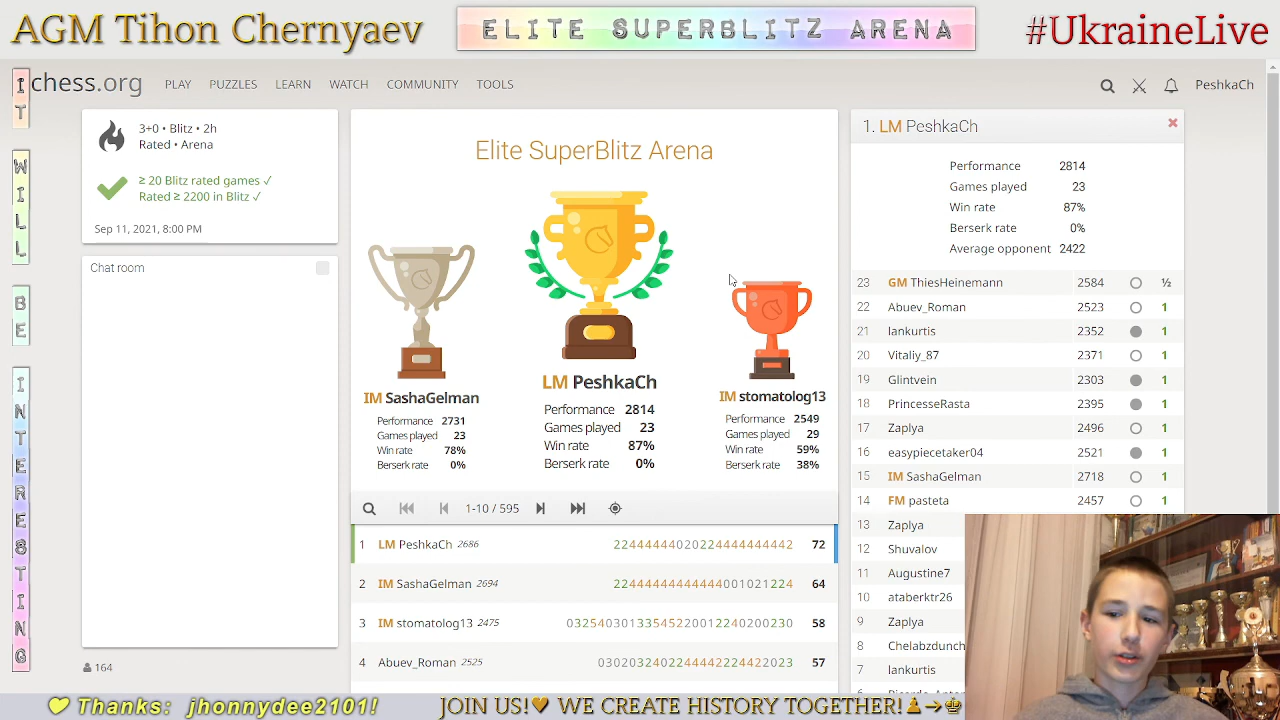 AGM Tihon Chernyaev
ELITE SUPERBLITZ ARENA
#UkraineLive
IT WILL BE INTERESTING
chess.org
PLAY
PUZZLES
LEARN
WATCH
COMMUNITY
TOOLS
PeshkaCh
3+0 • Blitz • 2h
Rated • Arena
≥ 20 Blitz rated games ✓
Rated ≥ 2200 in Blitz ✓
Sep 11, 2021, 8:00 PM
Chat room
164
Elite SuperBlitz Arena
IM SashaGelman
Performance 2731
Games played 23
Win rate 78%
Berserk rate 0%
LM PeshkaCh
Performance 2814
Games played 23
Win rate 87%
Berserk rate 0%
IM stomatolog13
Performance 2549
Games played 29
Win rate 59%
Berserk rate 38%
1-10 / 595
1 LM PeshkaCh 2686 22444444020224444444442 72
2 IM SashaGelman 2694 22444444444444001021224 64
3 IM stomatolog13 2475 03254030133545220012240200230 58
4 Abuev_Roman 2525 03020324022244442224422023 57
1. LM PeshkaCh
Performance 2814
Games played 23
Win rate 87%
Berserk rate 0%
Average opponent 2422
23 GM ThiesHeinemann 2584 ½
22 Abuev_Roman 2523 1
21 lankurtis 2352 1
20 Vitaliy_87 2371 1
19 Glintvein 2303 1
18 PrincesseRasta 2395 1
17 Zaplya 2496 1
16 easypiecetaker04 2521 1
15 IM SashaGelman 2718 1
14 FM pasteta 2457 1
13 Zaplya
12 Shuvalov
11 Augustine7
10 ataberktr26
9 Zaplya
8 Chelabzdunch
7 lankurtis
Thanks: jhonnydee2101!
JOIN US! WE CREATE HISTORY TOGETHER!